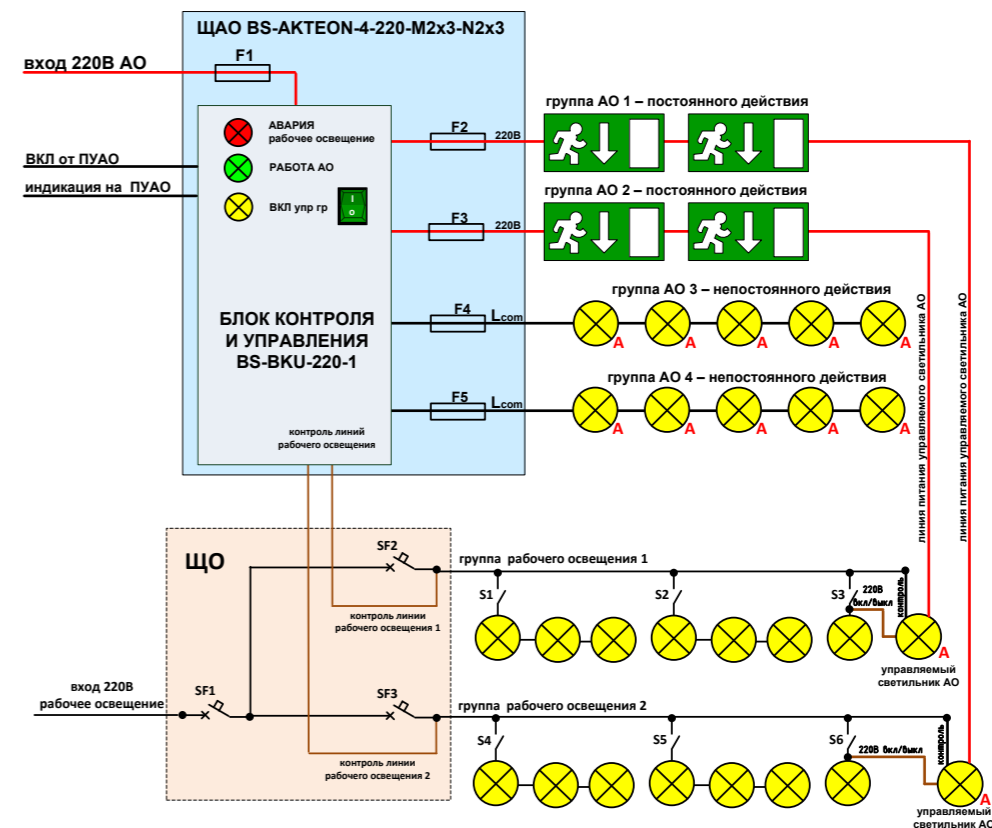 ЩАО BS-AKTEON-4-220-M2x3-N2x3
вход 220В АО
F1
АВАРИЯ
рабочее освещение
ВКЛ от ПУАО
РАБОТА АО
индикация на ПУАО
ВКЛ упр гр
I
o
БЛОК КОНТРОЛЯ
И УПРАВЛЕНИЯ
BS-BKU-220-1
контроль линий
рабочего освещения
группа АО 1 – постоянного действия
F2
220В
группа АО 2 – постоянного действия
F3
220В
группа АО 3 – непостоянного действия
F4
Lcom
A
A
A
A
A
группа АО 4 – непостоянного действия
F5
Lcom
A
A
A
A
A
линия питания управляемого светильника АО
линия питания управляемого светильника АО
ЩО
SF2
группа рабочего освещения 1
контроль линии
рабочего освещения 1
S1
S2
S3
220В
вкл/выкл
контроль
A
управляемый
светильник АО
вход 220В
рабочее освещение
SF1
SF3
группа рабочего освещения 2
контроль линии
рабочего освещения 2
S4
S5
S6
220В вкл/выкл
контроль
A
управляемый
светильник АО